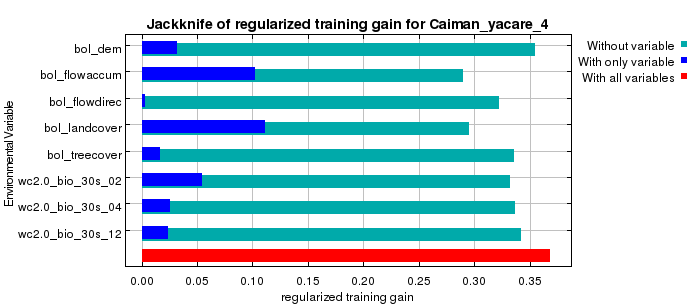 Jackknife of regularized training gain for Caiman_yacare_4
Without variable
With only variable
With all variables
Environmental Variable
bol_dem
bol_flowaccum
bol_flowdirec
bol_landcover
bol_treecover
wc2.0_bio_30s_02
wc2.0_bio_30s_04
wc2.0_bio_30s_12
0.00 0.05 0.10 0.15 0.20 0.25 0.30 0.35
regularized training gain